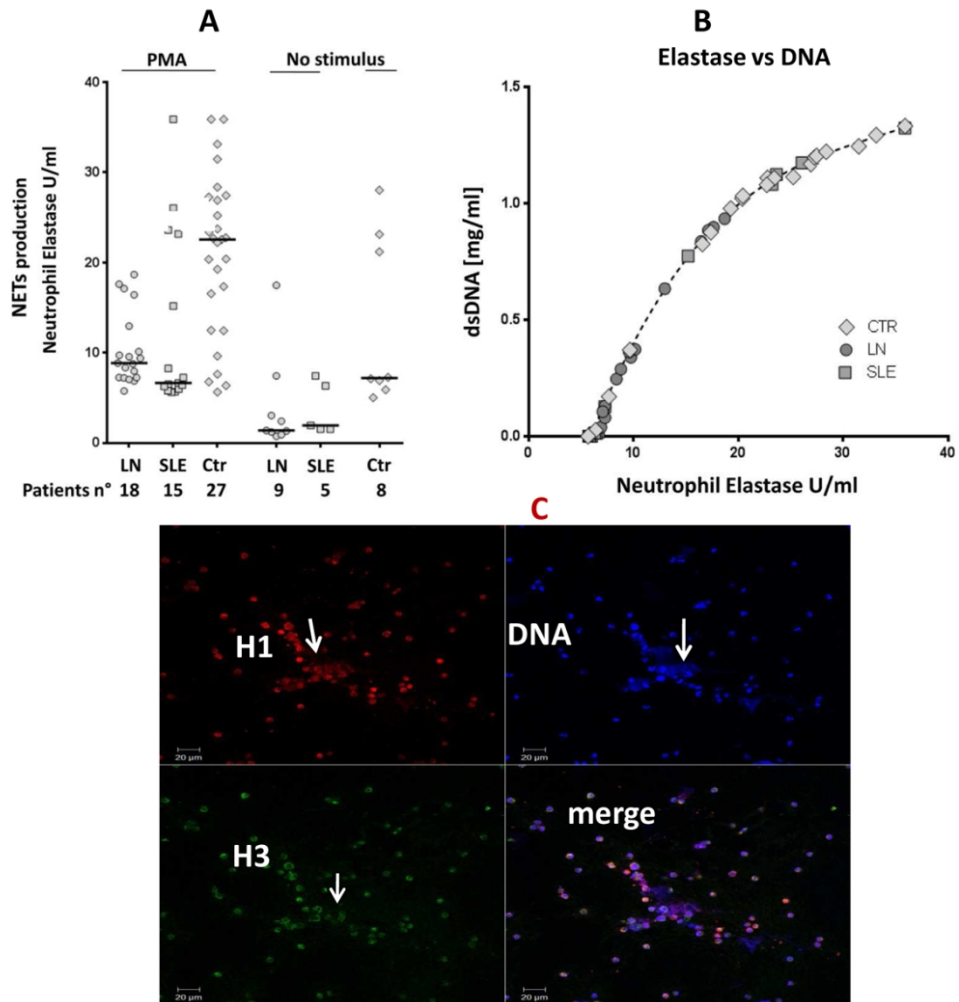 A
PMA
No stimulus
NETs production
Neutrophil Elastase U/ml
40
30
20
10
0
LN SLE Ctr LN SLE Ctr
Patients n° 18 15 27 9 5 8
B
Elastase vs DNA
dsDNA [mg/ml]
1.5
1.0
0.5
0.0
CTR
LN
SLE
0 10 20 30 40
Neutrophil Elastase U/ml
C
H1
20 µm
DNA
20 µm
H3
20 µm
merge
20 µm